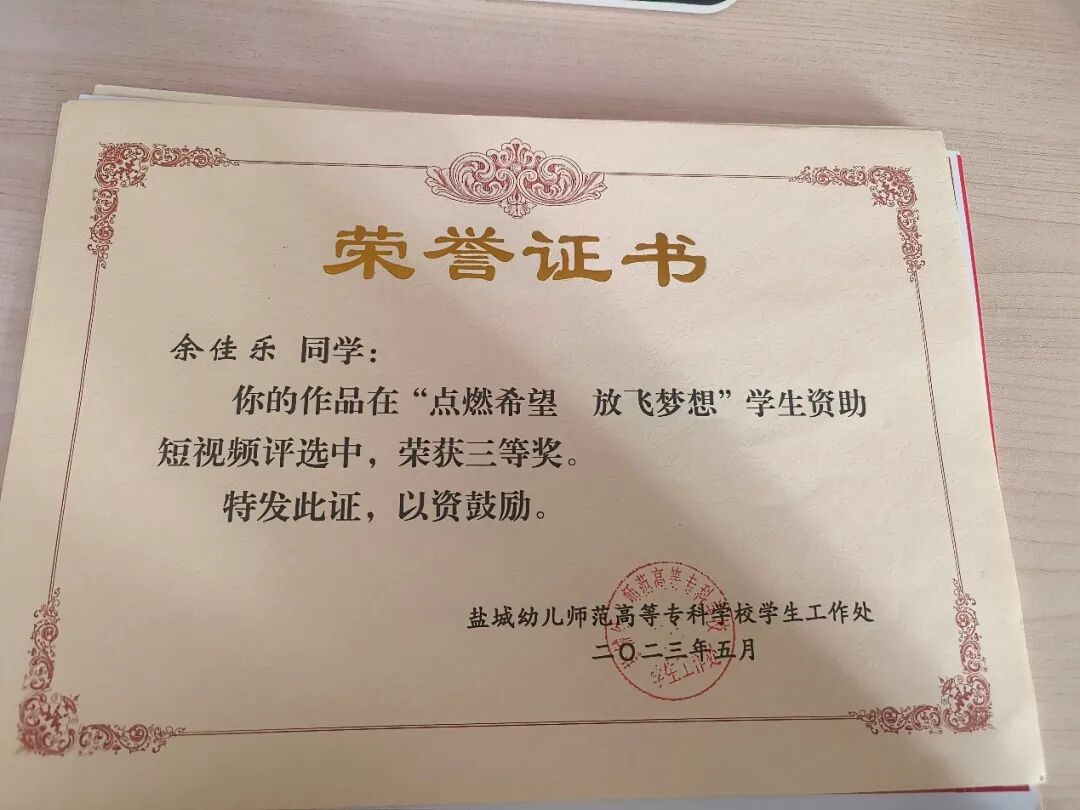 荣誉证书
余佳乐 同学：
你的作品在“点燃希望 放飞梦想”学生资助
短视频评选中，荣获三等奖。
特发此证，以资鼓励。
盐城幼儿师范高等专科学校学生工作处
二〇二三年五月